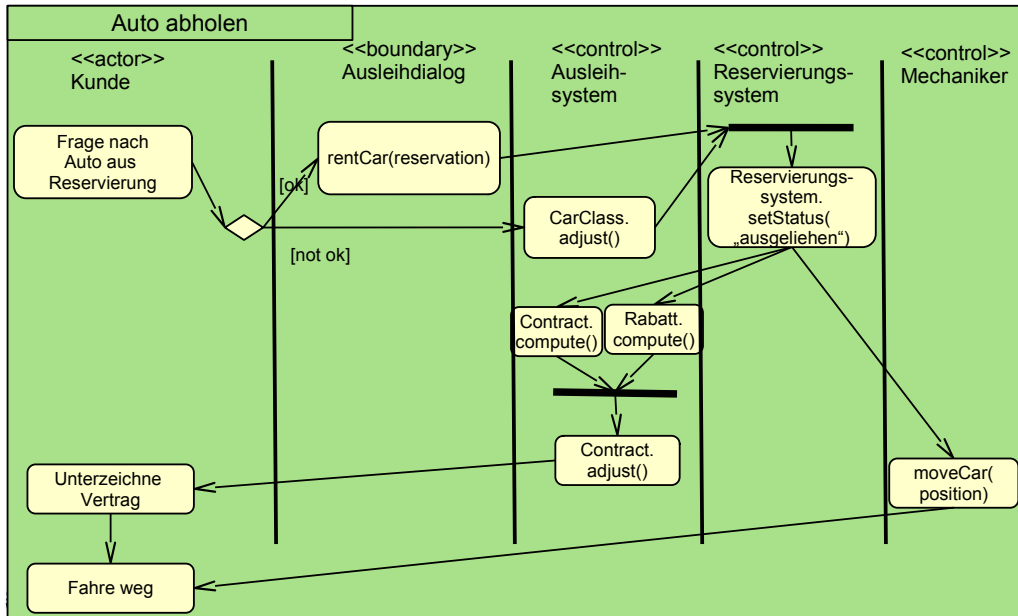 Auto abholen
<<actor>>
Kunde
<<boundary>>
Ausleihdialog
<<control>>
Ausleih-
system
<<control>>
Reservierungs-
system
<<control>>
Mechaniker
Frage nach
Auto aus
Reservierung
[ok]
[not ok]
rentCar(reservation)
CarClass.
adjust()
Reservierungs-
system.
setStatus(
„ausgeliehen“)
Contract.
compute()
Rabatt.
compute()
Contract.
adjust()
Unterzeichne
Vertrag
moveCar(
position)
Fahre weg